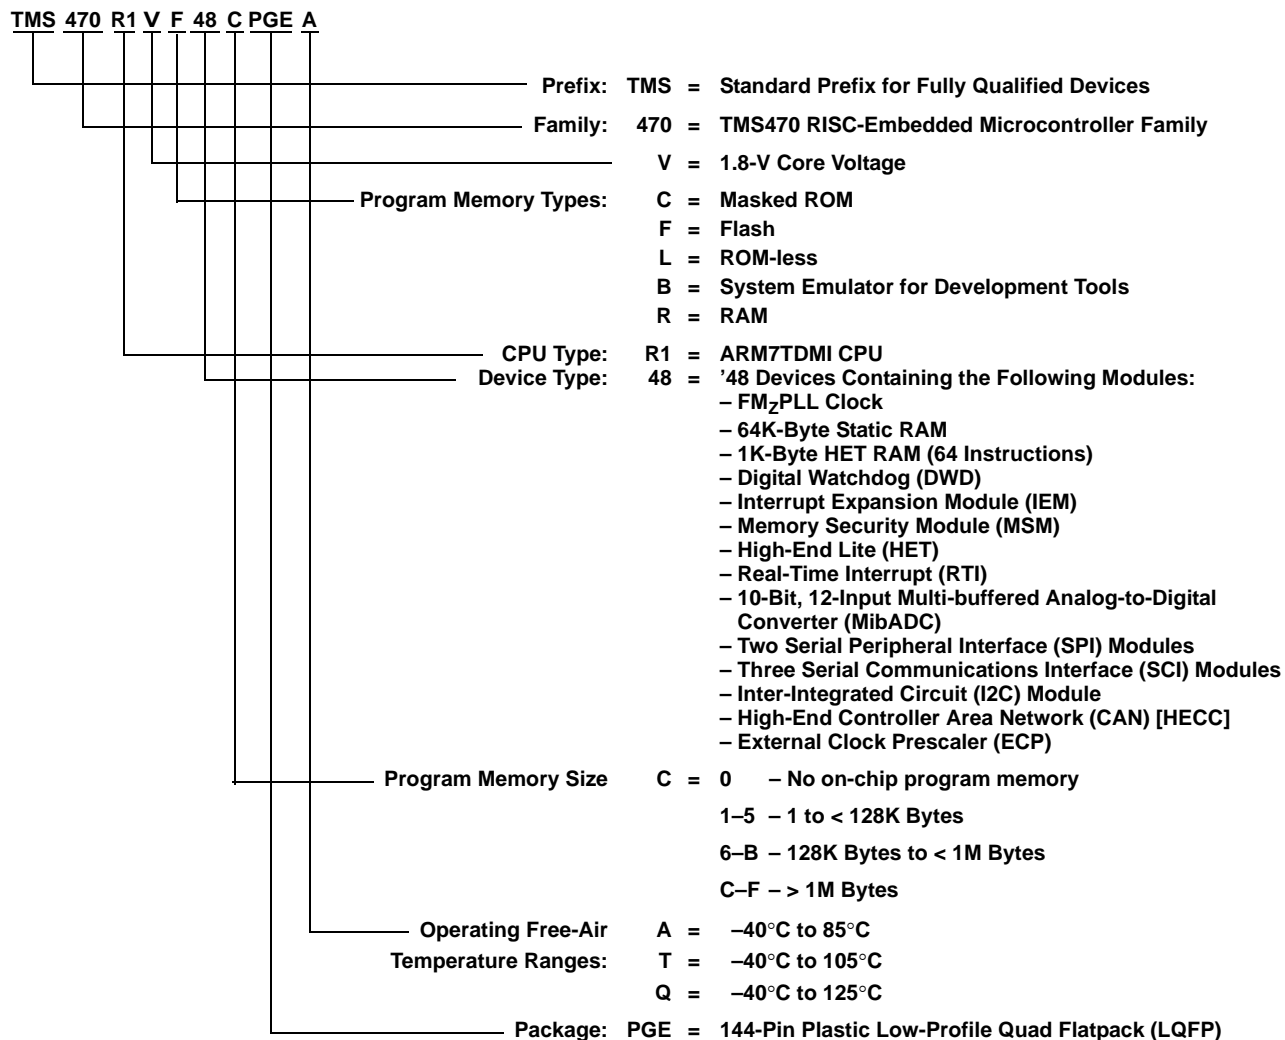 TMS 470 R1 V F 48 C PGE A
Prefix: TMS = Standard Prefix for Fully Qualified Devices
Family: 470 = TMS470 RISC-Embedded Microcontroller Family
V = 1.8-V Core Voltage
Program Memory Types: C = Masked ROM
F = Flash
L = ROM-less
B = System Emulator for Development Tools
R = RAM
CPU Type: R1 = ARM7TDMI CPU
Device Type: 48 = '48 Devices Containing the Following Modules:
– FMZPLL Clock
– 64K-Byte Static RAM
– 1K-Byte HET RAM (64 Instructions)
– Digital Watchdog (DWD)
– Interrupt Expansion Module (IEM)
– Memory Security Module (MSM)
– High-End Lite (HET)
– Real-Time Interrupt (RTI)
– 10-Bit, 12-Input Multi-buffered Analog-to-Digital
Converter (MibADC)
– Two Serial Peripheral Interface (SPI) Modules
– Three Serial Communications Interface (SCI) Modules
– Inter-Integrated Circuit (I2C) Module
– High-End Controller Area Network (CAN) [HECC]
– External Clock Prescaler (ECP)
Program Memory Size C = 0 – No on-chip program memory
1–5 – 1 to < 128K Bytes
6–B – 128K Bytes to < 1M Bytes
C–F – > 1M Bytes
Operating Free-Air A = –40°C to 85°C
Temperature Ranges: T = –40°C to 105°C
Q = –40°C to 125°C
Package: PGE = 144-Pin Plastic Low-Profile Quad Flatpack (LQFP)